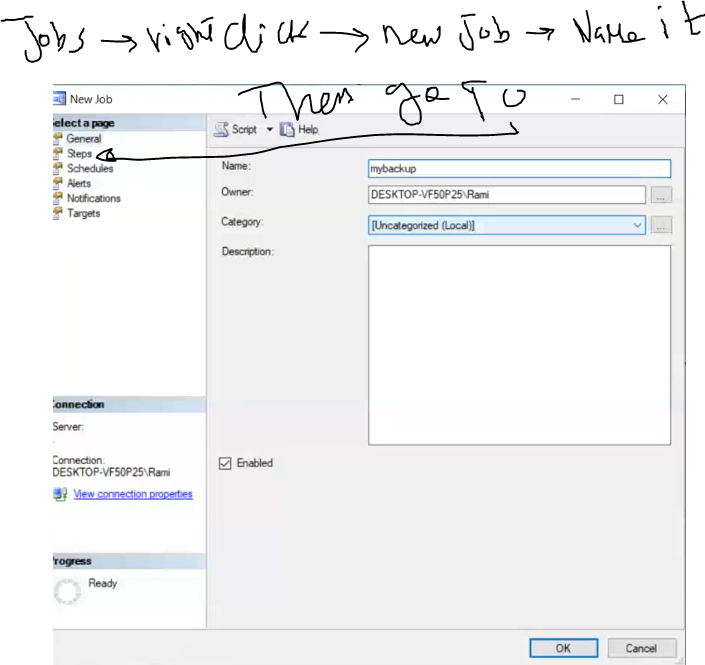 Jobs → right Click → new Job → Name it
Then go To
New Job
elect a page
General
Steps
Schedules
Alerts
Notifications
Targets
Script Help
Name: mybackup
Owner: DESKTOP-VF50P25\Rami ...
Category: [Uncategorized (Local)] ...
Description:
Enabled
onnection
Server:
.
Connection:
DESKTOP-VF50P25\Rami
View connection properties
rogress
Ready
OK Cancel